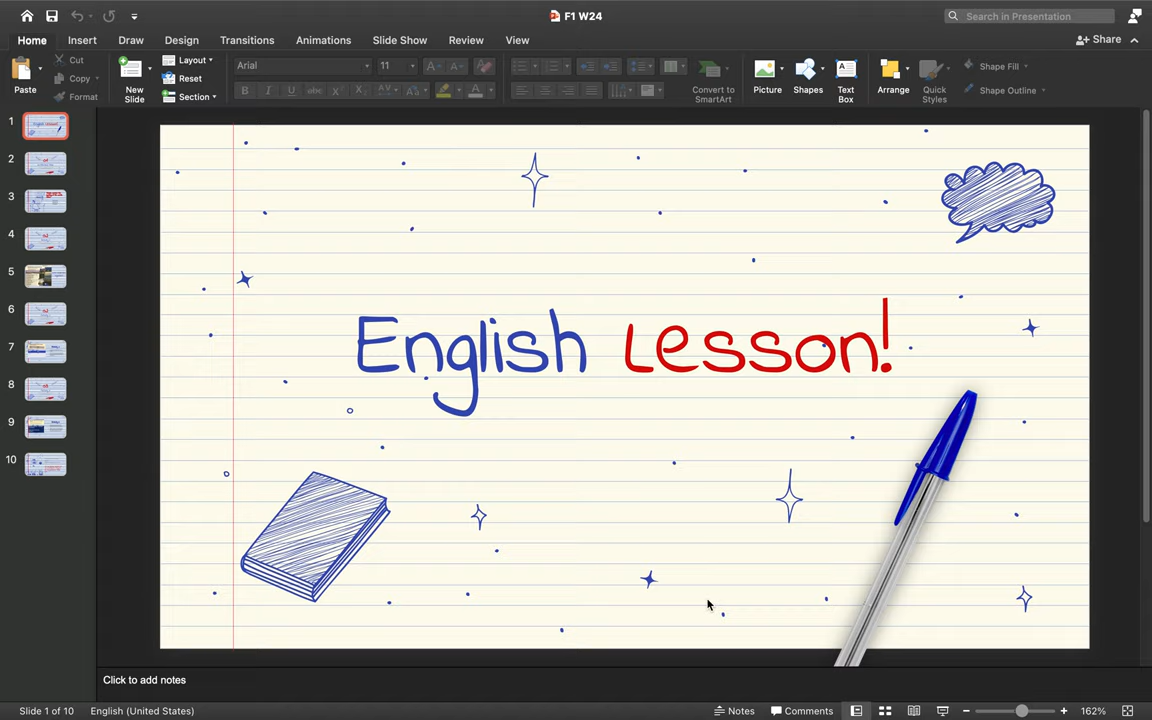 F1 W24
Search in Presentation
Home Insert Draw Design Transitions Animations Slide Show Review View
Share
Paste
Cut
Copy
Format
New Slide
Layout
Reset
Section
Arial 11
Convert to SmartArt
Picture
Shapes
Text Box
Arrange
Quick Styles
Shape Fill
Shape Outline
1
2
3
4
5
6
7
8
9
10
English Lesson!
Click to add notes
Slide 1 of 10 English (United States)
Notes Comments 162%